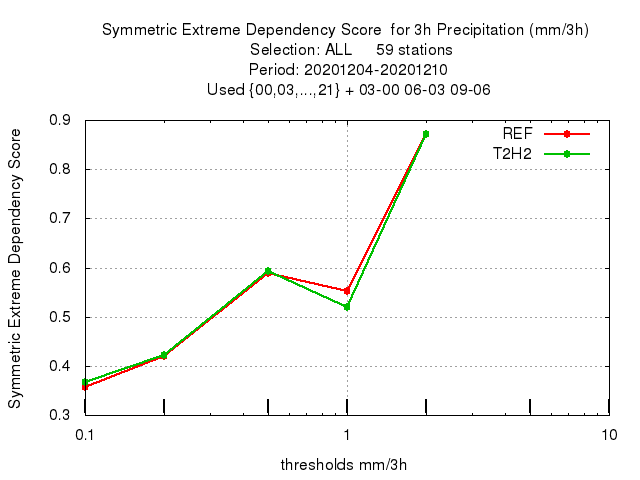 Symmetric Extreme Dependency Score  for 3h Precipitation (mm/3h)
Selection: ALL     59 stations
Period: 20201204-20201210
Used {00,03,...,21} + 03-00 06-03 09-06
REF
T2H2
Symmetric Extreme Dependency Score
0.9
0.8
0.7
0.6
0.5
0.4
0.3
0.1 1 10
thresholds mm/3h